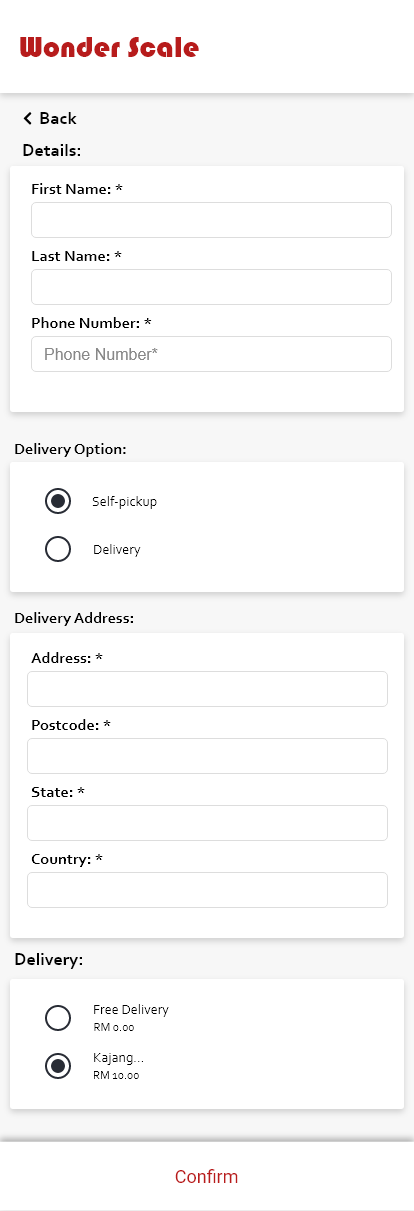 Wonder Scale
Back
Details:
First Name: *
Last Name: *
Phone Number: *
Phone Number*
Delivery Option:
Self-pickup
Delivery
Delivery Address:
Address: *
Postcode: *
State: *
Country: *
Delivery:
Free Delivery
RM 0.00
Kajang...
RM 10.00
Confirm